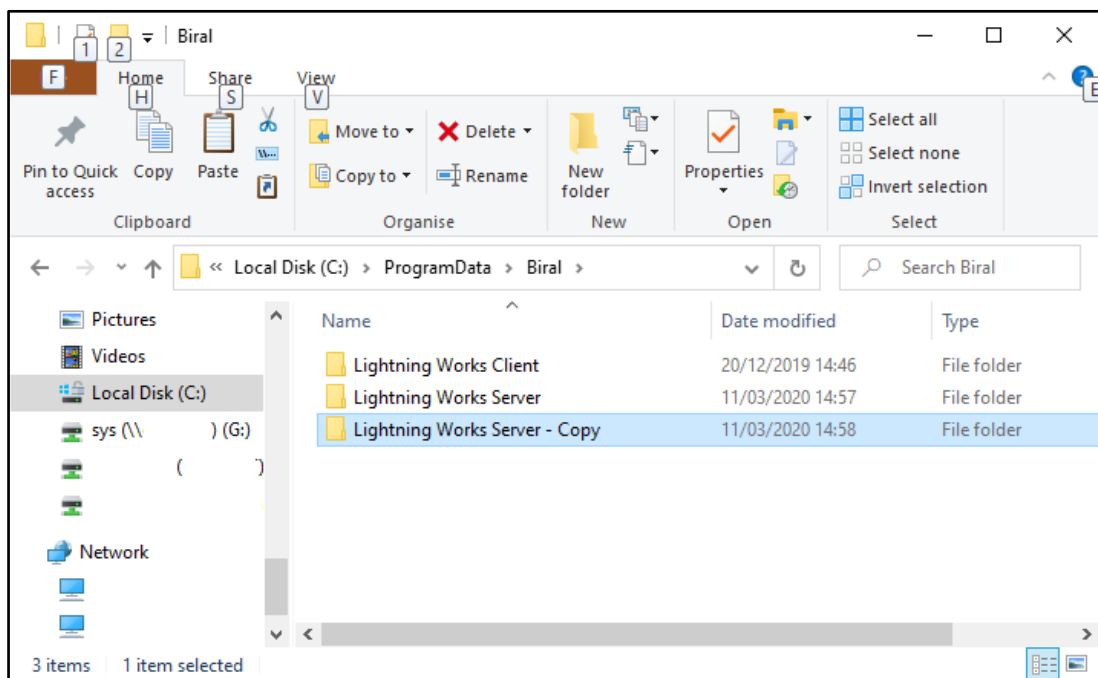 1 2 Biral
F Home Share View
H S V E
Pin to Quick access Copy Paste
Move to Delete
Copy to Rename
New folder
Properties
Select all
Select none
Invert selection
Clipboard Organise New Open Select
« Local Disk (C:) > ProgramData > Biral > Search Biral
Pictures
Videos
Local Disk (C:)
sys (\\ ) (G:)
( )
Network
Name Date modified Type
Lightning Works Client 20/12/2019 14:46 File folder
Lightning Works Server 11/03/2020 14:57 File folder
Lightning Works Server - Copy 11/03/2020 14:58 File folder
3 items 1 item selected